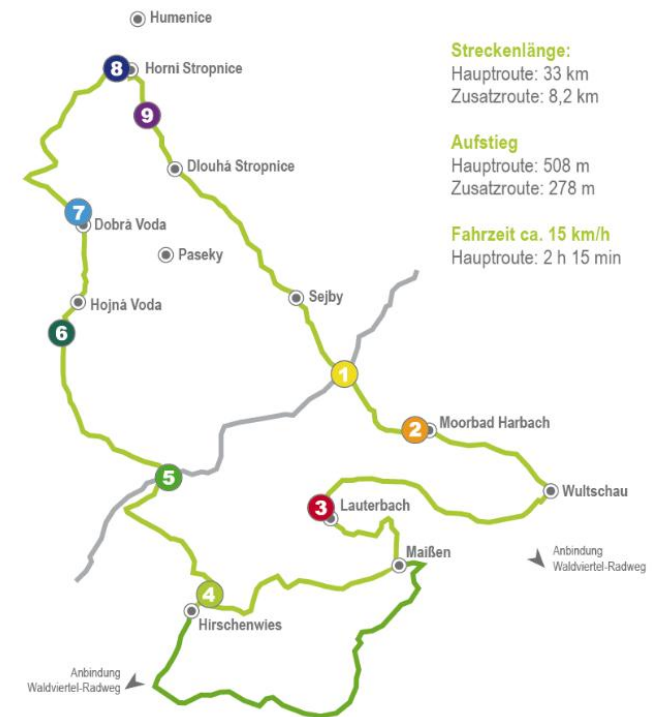 Humenice
8
Horní Stropnice
9
Dlouhá Stropnice
7
Dobrá Voda
Paseky
Hojná Voda
Sejby
6
1
2
Moorbad Harbach
5
3
Lauterbach
Wultschau
Maißen
4
Hirschenwies
Anbindung
Waldviertel-Radweg
Anbindung
Waldviertel-Radweg
Streckenlänge:
Hauptroute: 33 km
Zusatzroute: 8,2 km
Aufstieg
Hauptroute: 508 m
Zusatzroute: 278 m
Fahrzeit ca. 15 km/h
Hauptroute: 2 h 15 min